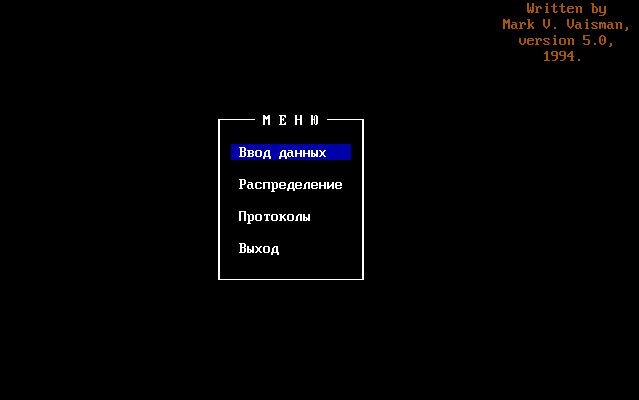 Written by
Mark V. Vaisman,
version 5.0,
1994.
М Е Н Ю
Ввод данных
Распределение
Протоколы
Выход